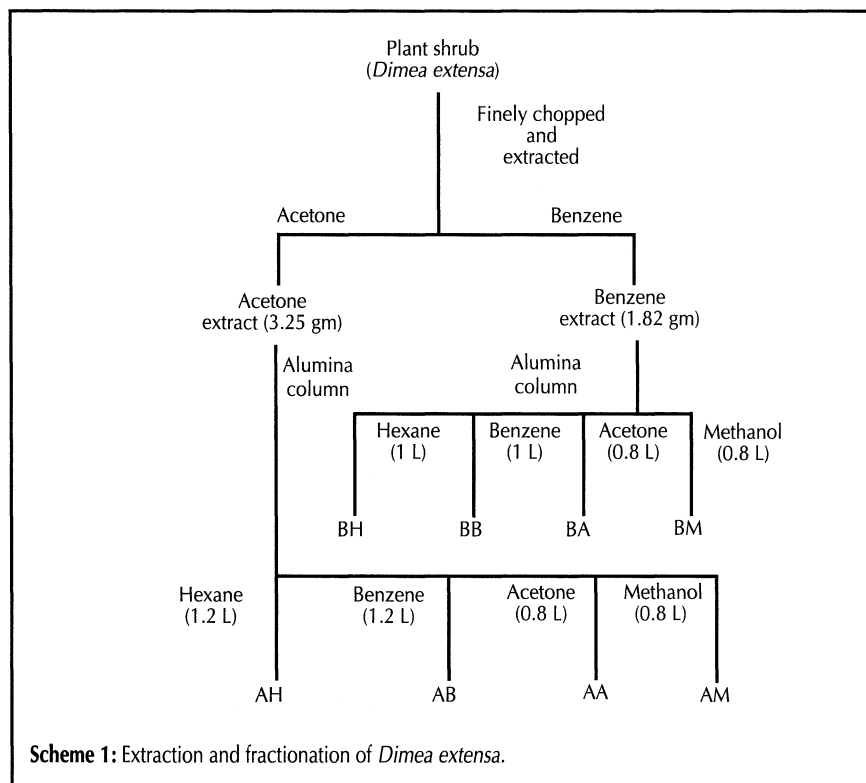 Plant shrub
(Dimea extensa)
Finely chopped
and
extracted
Acetone
Benzene
Acetone
extract (3.25 gm)
Benzene
extract (1.82 gm)
Alumina
column
Alumina
column
Hexane
(1 L)
Benzene
(1 L)
Acetone
(0.8 L)
Methanol
(0.8 L)
BH
BB
BA
BM
Hexane
(1.2 L)
Benzene
(1.2 L)
Acetone
(0.8 L)
Methanol
(0.8 L)
AH
AB
AA
AM
Scheme 1: Extraction and fractionation of Dimea extensa.